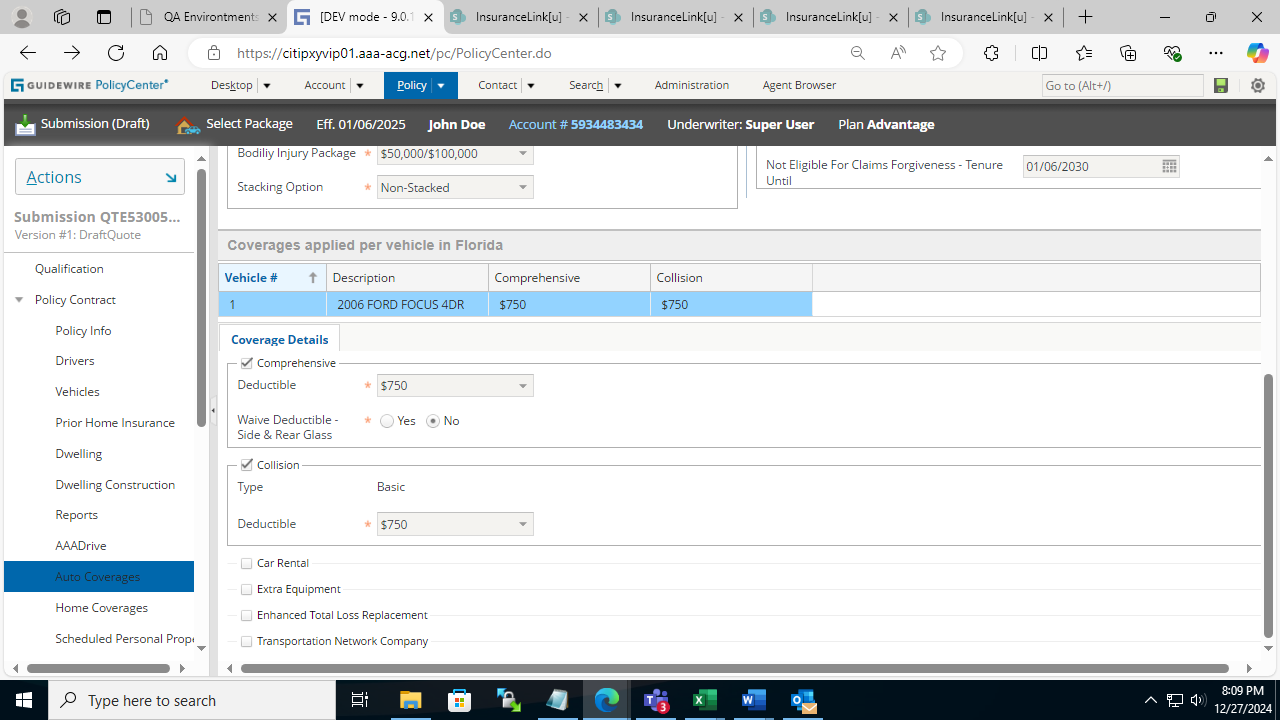 QA Environments
[DEV mode - 9.0.1
InsuranceLink[u] -
InsuranceLink[u] -
InsuranceLink[u] -
InsuranceLink[u] -
https://citipxyvip01.aaa-acg.net/pc/PolicyCenter.do
GUIDEWIRE PolicyCenter®
Desktop
Account
Policy
Contact
Search
Administration
Agent Browser
Go to (Alt+/)
Submission (Draft)
Select Package
Eff. 01/06/2025
John Doe
Account # 5934483434
Underwriter: Super User
Plan Advantage
Actions
Submission QTE53005...
Version #1: DraftQuote
Qualification
Policy Contract
Policy Info
Drivers
Vehicles
Prior Home Insurance
Dwelling
Dwelling Construction
Reports
AAADrive
Auto Coverages
Home Coverages
Scheduled Personal Prope
Bodiliy Injury Package * $50,000/$100,000
Stacking Option * Non-Stacked
Not Eligible For Claims Forgiveness - Tenure
Until
01/06/2030
Coverages applied per vehicle in Florida
Vehicle # Description Comprehensive Collision
1 2006 FORD FOCUS 4DR $750 $750
Coverage Details
Comprehensive
Deductible * $750
Waive Deductible -
Side & Rear Glass
* Yes No
Collision
Type Basic
Deductible * $750
Car Rental
Extra Equipment
Enhanced Total Loss Replacement
Transportation Network Company
Type here to search
3
8:09 PM
12/27/2024